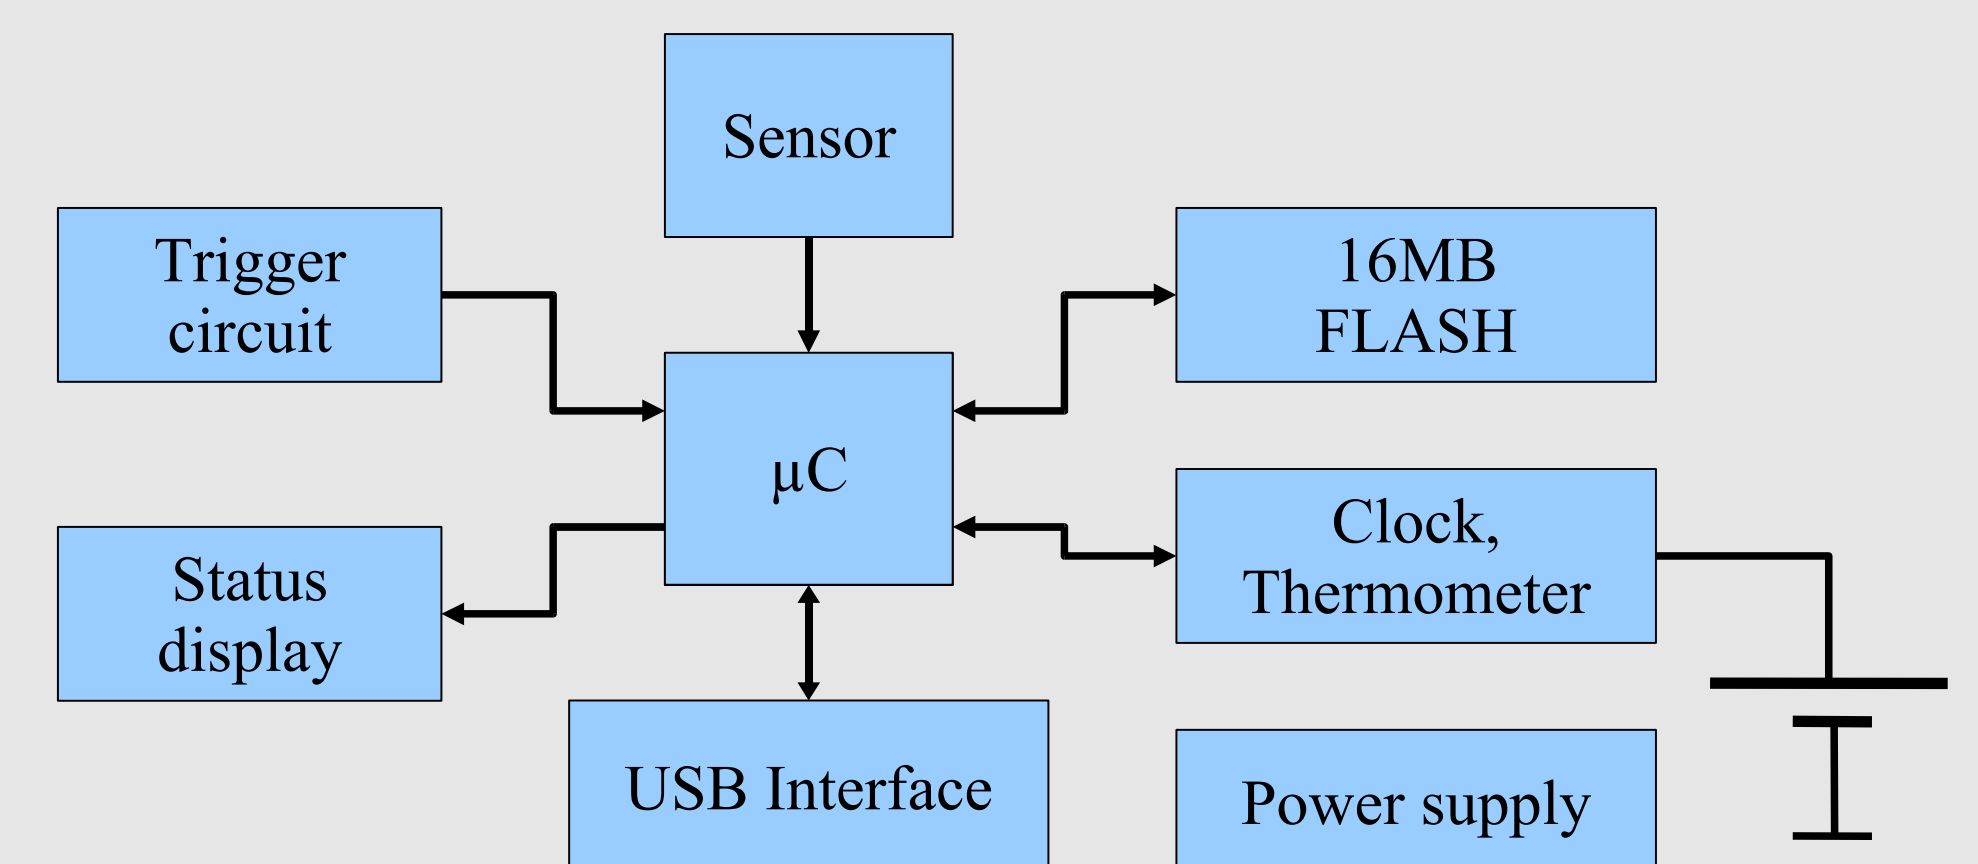 Sensor
Trigger
circuit
16MB
FLASH
µC
Clock,
Thermometer
Status
display
USB Interface
Power supply